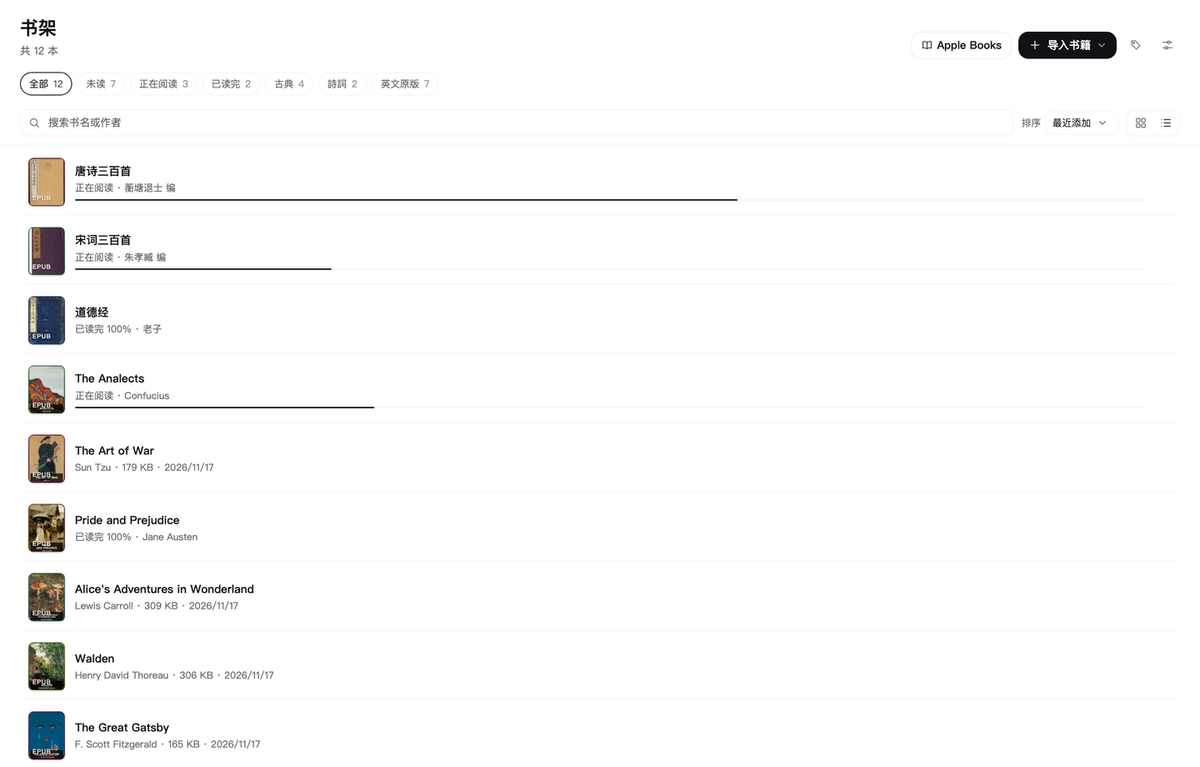 书架
共 12 本
Apple Books
导入书籍
全部 12
未读 7
正在阅读 3
已读完 2
古典 4
詩詞 2
英文原版 7
搜索书名或作者
排序
最近添加
EPUB
唐诗三百首
正在阅读 · 蘅塘退士 编
EPUB
宋词三百首
正在阅读 · 朱孝臧 编
EPUB
道德经
已读完 100% · 老子
EPUB
The Analects
正在阅读 · Confucius
EPUB
The Art of War
Sun Tzu · 179 KB · 2026/11/17
EPUB
Pride and Prejudice
已读完 100% · Jane Austen
EPUB
Alice's Adventures in Wonderland
Lewis Carroll · 309 KB · 2026/11/17
EPUB
Walden
Henry David Thoreau · 306 KB · 2026/11/17
EPUB
The Great Gatsby
F. Scott Fitzgerald · 165 KB · 2026/11/17